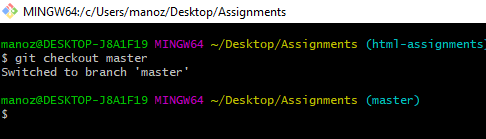 MINGW64:/c/Users/manoz/Desktop/Assignments
manoz@DESKTOP-J8A1F19 MINGW64 ~/Desktop/Assignments (html-assignments)
$ git checkout master
Switched to branch 'master'
manoz@DESKTOP-J8A1F19 MINGW64 ~/Desktop/Assignments (master)
$